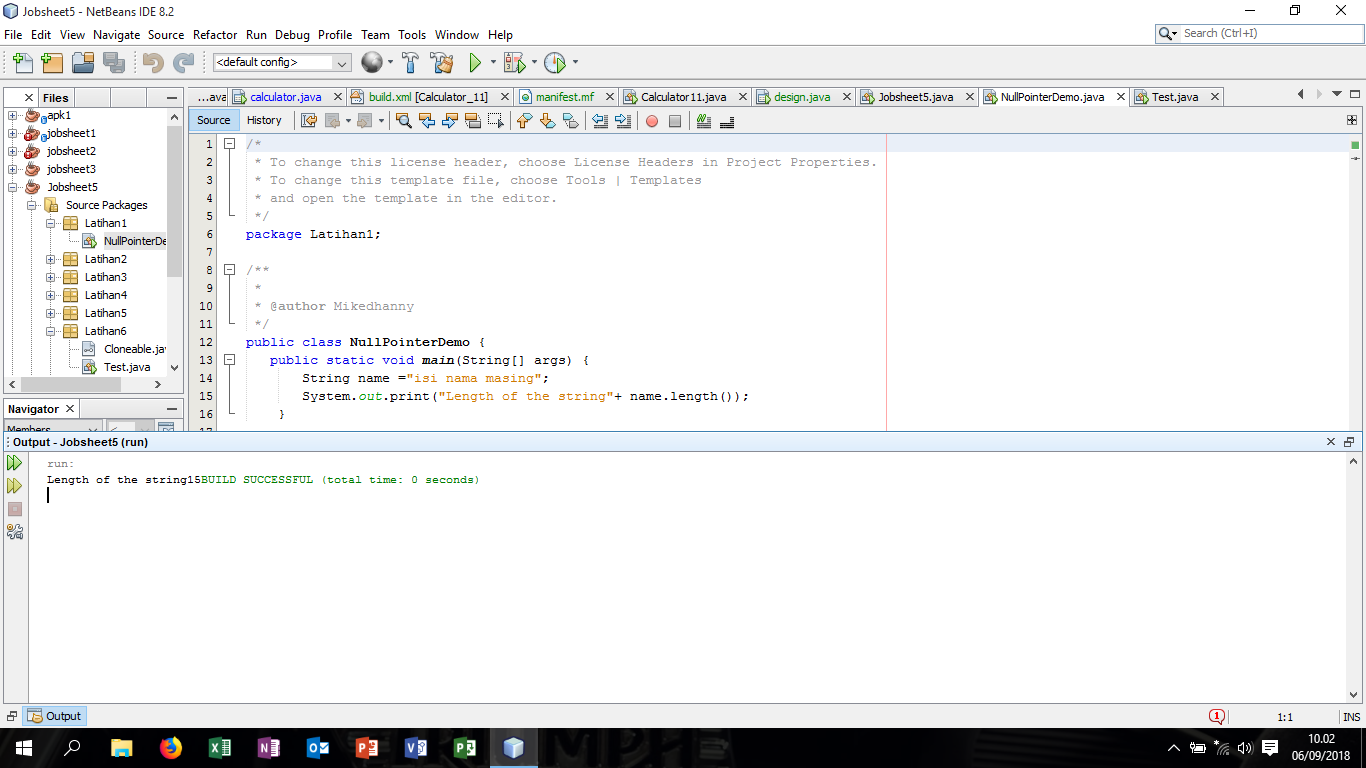 Jobsheet5 - NetBeans IDE 8.2
File Edit View Navigate Source Refactor Run Debug Profile Team Tools Window Help
Search (Ctrl+I)
<default config>
Files
...ava calculator.java build.xml [Calculator_11] manifest.mf Calculator11.java design.java Jobsheet5.java NullPointerDemo.java Test.java
apk1
jobsheet1
jobsheet2
jobsheet3
Jobsheet5
Source Packages
Latihan1
NullPointerDe
Latihan2
Latihan3
Latihan4
Latihan5
Latihan6
Cloneable.ja
Test.java
Navigator
Members
Source History
1 /*
2 * To change this license header, choose License Headers in Project Properties.
3 * To change this template file, choose Tools | Templates
4 * and open the template in the editor.
5 */
6 package Latihan1;
7
8 /**
9 *
10 * @author Mikedhanny
11 */
12 public class NullPointerDemo {
13 public static void main(String[] args) {
14 String name ="isi nama masing";
15 System.out.print("Length of the string"+ name.length());
16 }
Output - Jobsheet5 (run)
run:
Length of the string15BUILD SUCCESSFUL (total time: 0 seconds)
Output
1
1:1
INS
10.02
06/09/2018